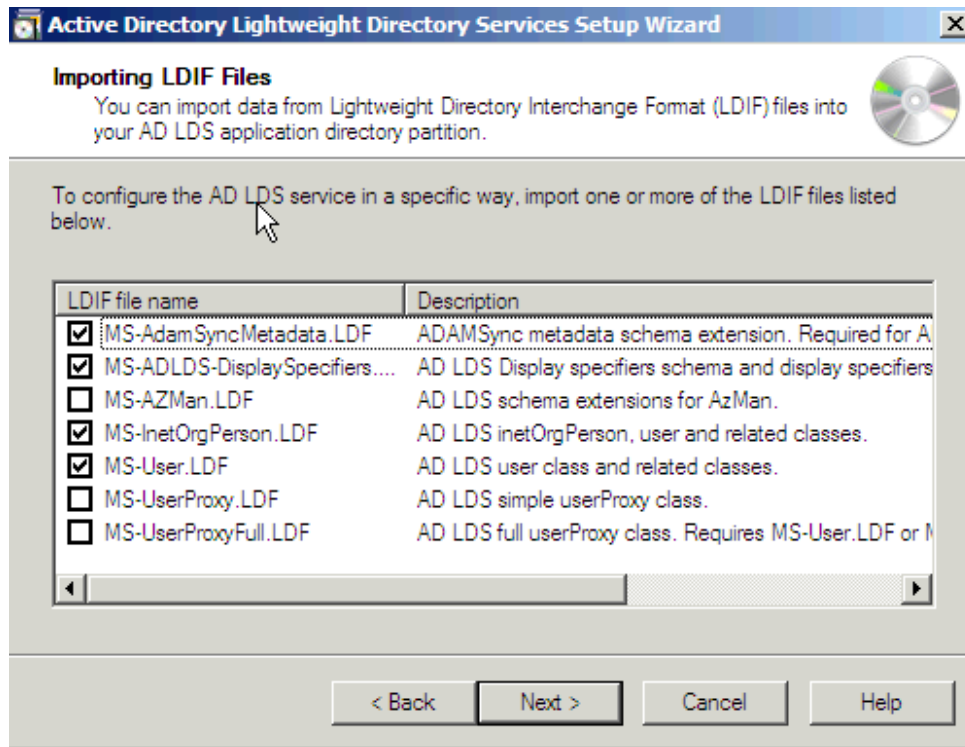 Active Directory Lightweight Directory Services Setup Wizard
Importing LDIF Files
You can import data from Lightweight Directory Interchange Format (LDIF) files into
your AD LDS application directory partition.
To configure the AD LDS service in a specific way, import one or more of the LDIF files listed
below.
LDIF file name Description
MS-AdamSyncMetadata.LDF ADAMSync metadata schema extension. Required for A
MS-ADLDS-DisplaySpecifiers.... AD LDS Display specifiers schema and display specifiers
MS-AZMan.LDF AD LDS schema extensions for AzMan.
MS-InetOrgPerson.LDF AD LDS inetOrgPerson, user and related classes.
MS-User.LDF AD LDS user class and related classes.
MS-UserProxy.LDF AD LDS simple userProxy class.
MS-UserProxyFull.LDF AD LDS full userProxy class. Requires MS-User.LDF or
< Back Next > Cancel Help